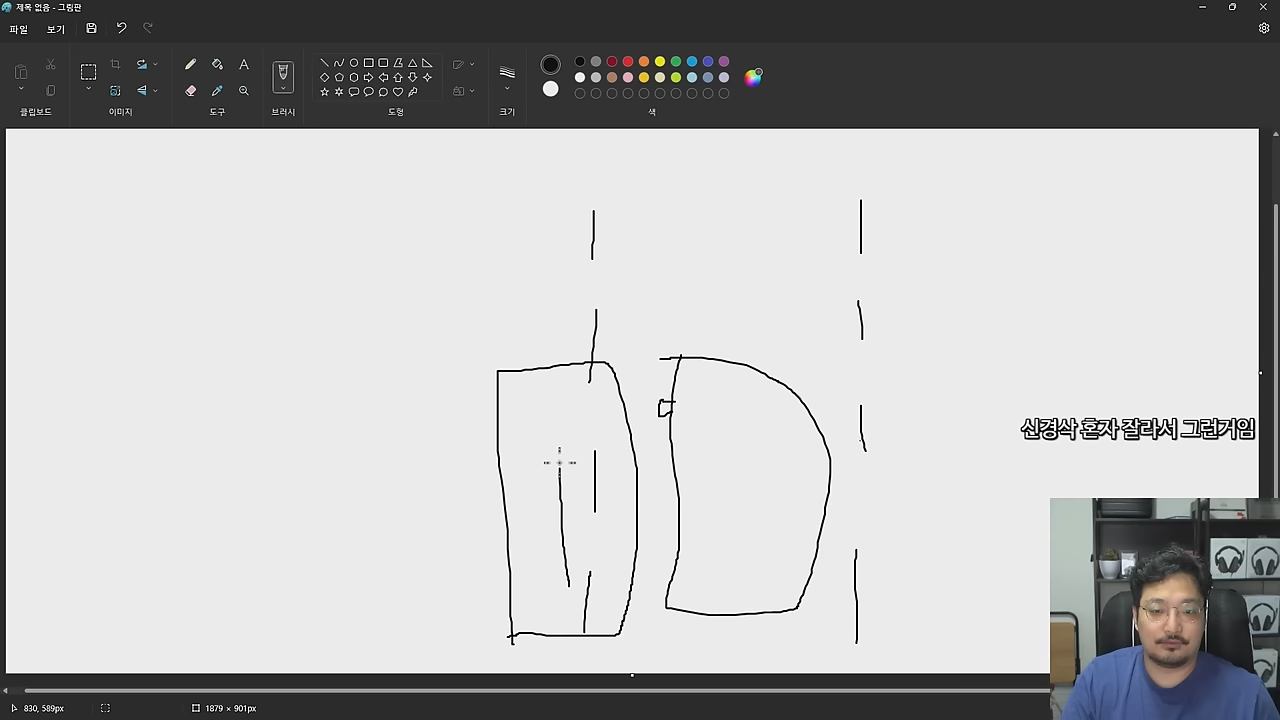 제목 없음 - 그림판
파일 보기
클립보드 이미지 도구 브러시 도형 크기 색
신경삭 혼자 잘라서 그런거임
830, 589px 1879 × 901px